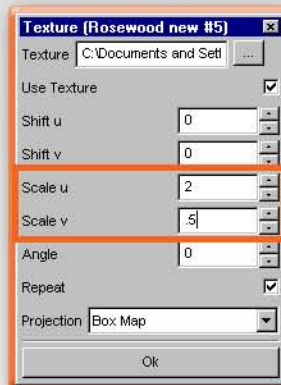 Texture (Rosewood new #5)
Texture C:\Documents and Setl ...
Use Texture
Shift u 0
Shift v 0
Scale u 2
Scale v .5
Angle 0
Repeat
Projection Box Map
Ok